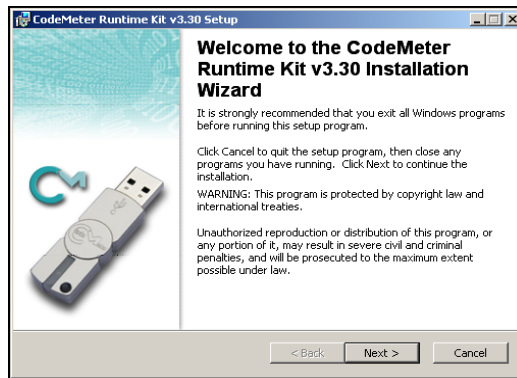 CodeMeter Runtime Kit v3.30 Setup
Welcome to the CodeMeter
Runtime Kit v3.30 Installation
Wizard
It is strongly recommended that you exit all Windows programs
before running this setup program.
Click Cancel to quit the setup program, then close any
programs you have running. Click Next to continue the
installation.
WARNING: This program is protected by copyright law and
international treaties.
Unauthorized reproduction or distribution of this program, or
any portion of it, may result in severe civil and criminal
penalties, and will be prosecuted to the maximum extent
possible under law.
< Back
Next >
Cancel